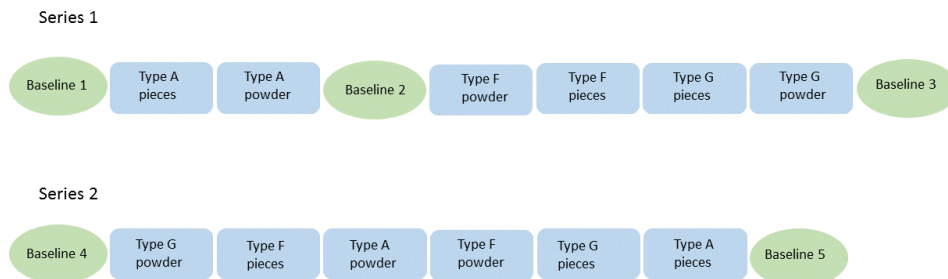 Series 1
Baseline 1
Type A
pieces
Type A
powder
Baseline 2
Type F
powder
Type F
pieces
Type G
pieces
Type G
powder
Baseline 3
Series 2
Baseline 4
Type G
powder
Type F
pieces
Type A
powder
Type F
powder
Type G
pieces
Type A
pieces
Baseline 5